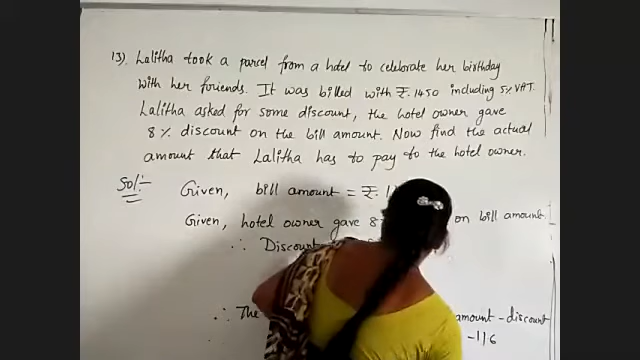 13). Lalitha took a parcel from a hotel to celebrate her birthday
with her friends. It was billed with ₹. 1450 including 5% VAT.
Lalitha asked for some discount, the hotel owner gave
8% discount on the bill amount. Now find the actual
amount that Lalitha has to pay to the hotel owner.
Sol:- Given, bill amount = ₹.
Given, hotel owner gave 8 on bill amount.
∴ Discount
∴ The amount - discount
-116